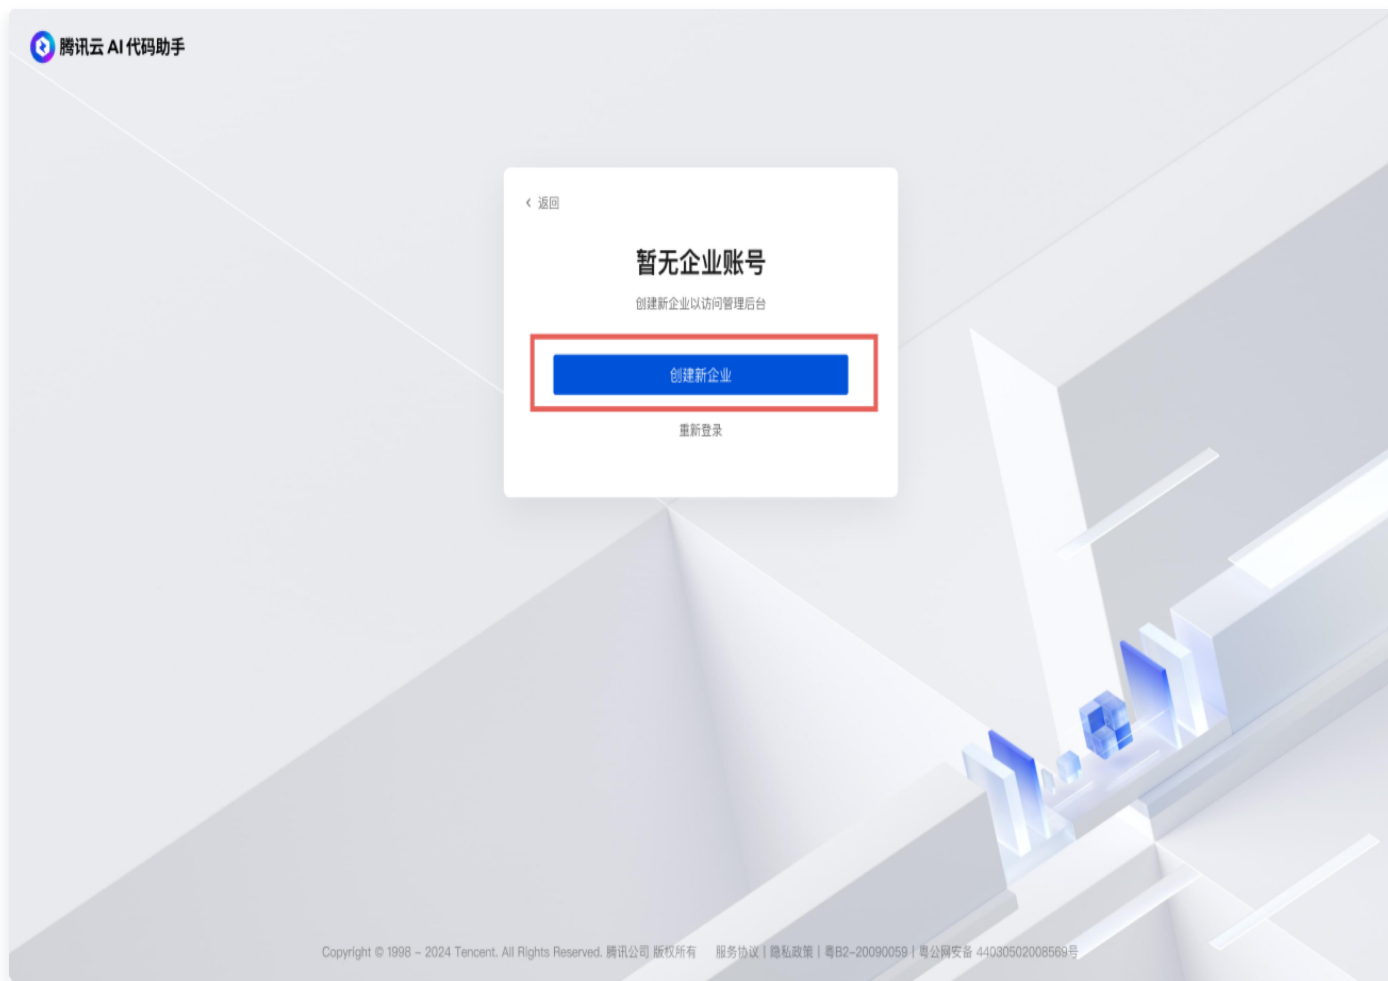 腾讯云 AI 代码助手
返回
暂无企业账号
创建新企业以访问管理后台
创建新企业
重新登录
Copyright © 1998 - 2024 Tencent. All Rights Reserved. 腾讯公司 版权所有 服务协议 | 隐私政策 | 粤B2-20090059 | 粤公网安备 44030502008569号